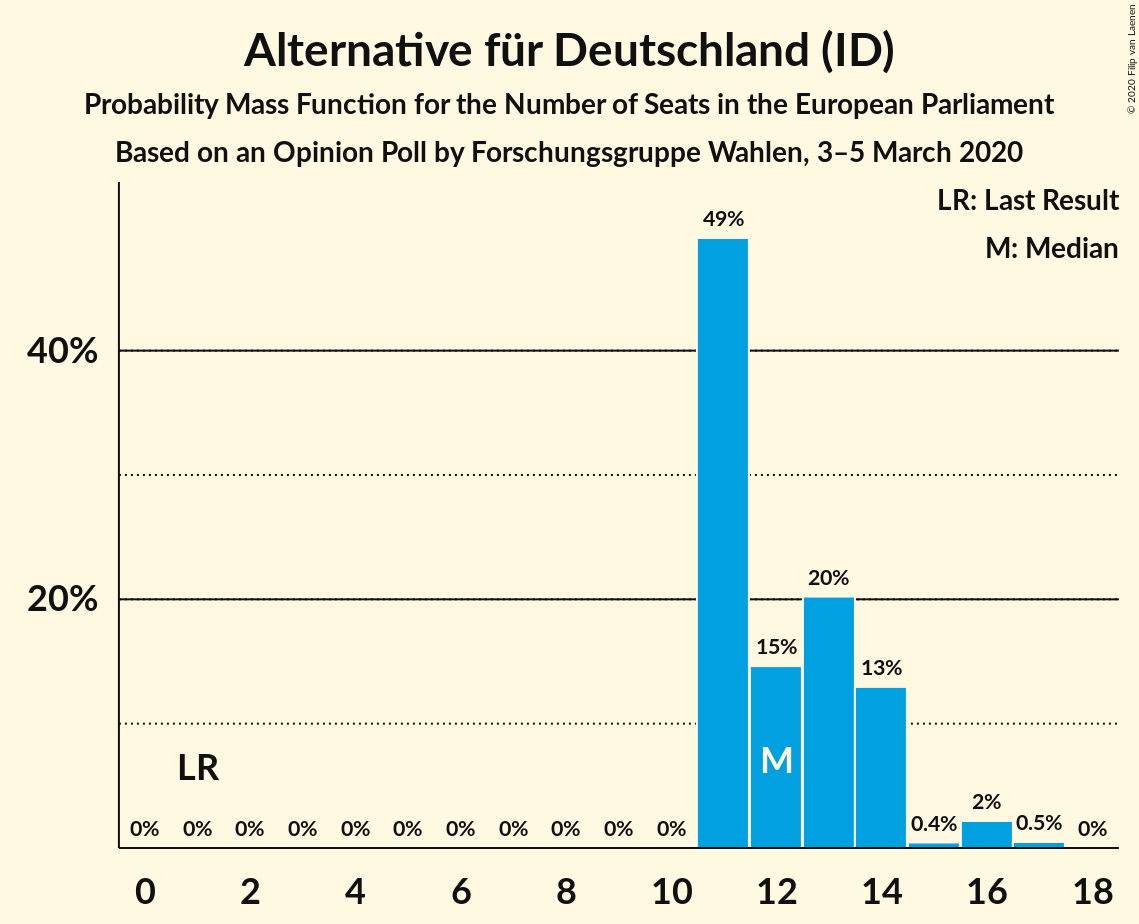 Alternative für Deutschland (ID)
Probability Mass Function for the Number of Seats in the European Parliament
Based on an Opinion Poll by Forschungsgruppe Wahlen, 3–5 March 2020
© 2020 Filip van Laenen
LR: Last Result
M: Median
49%
40%
20%
20%
15%
13%
M
LR
0% 0% 0% 0% 0% 0% 0% 0% 0% 0% 0% 0.4% 2% 0.5% 0%
0 2 4 6 8 10 12 14 16 18